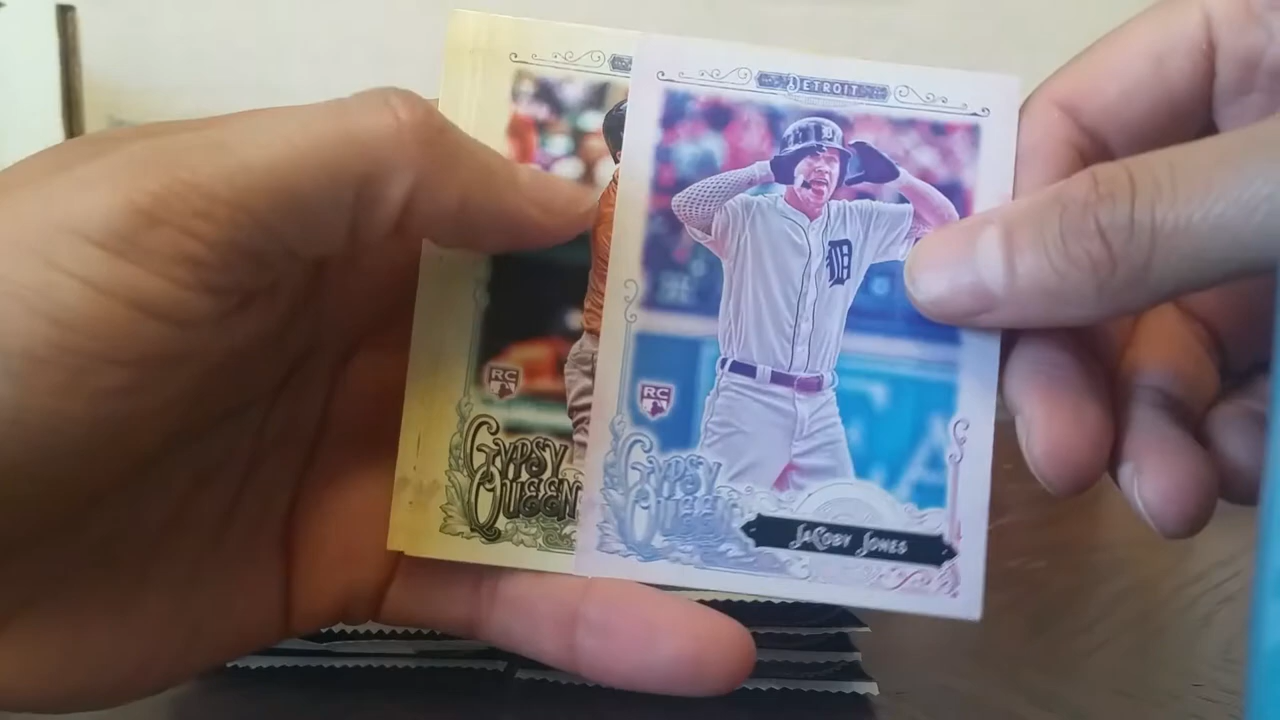 DETROIT
D
D
RC
RC
GYPSY
QUEEN
GYPSY
QUEEN
JACOBY JONES